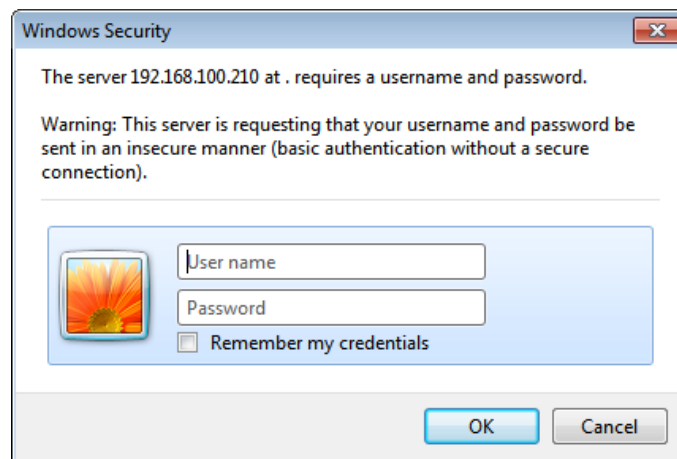 Windows Security
The server 192.168.100.210 at . requires a username and password.
Warning: This server is requesting that your username and password be
sent in an insecure manner (basic authentication without a secure
connection).
User name
Password
Remember my credentials
OK
Cancel